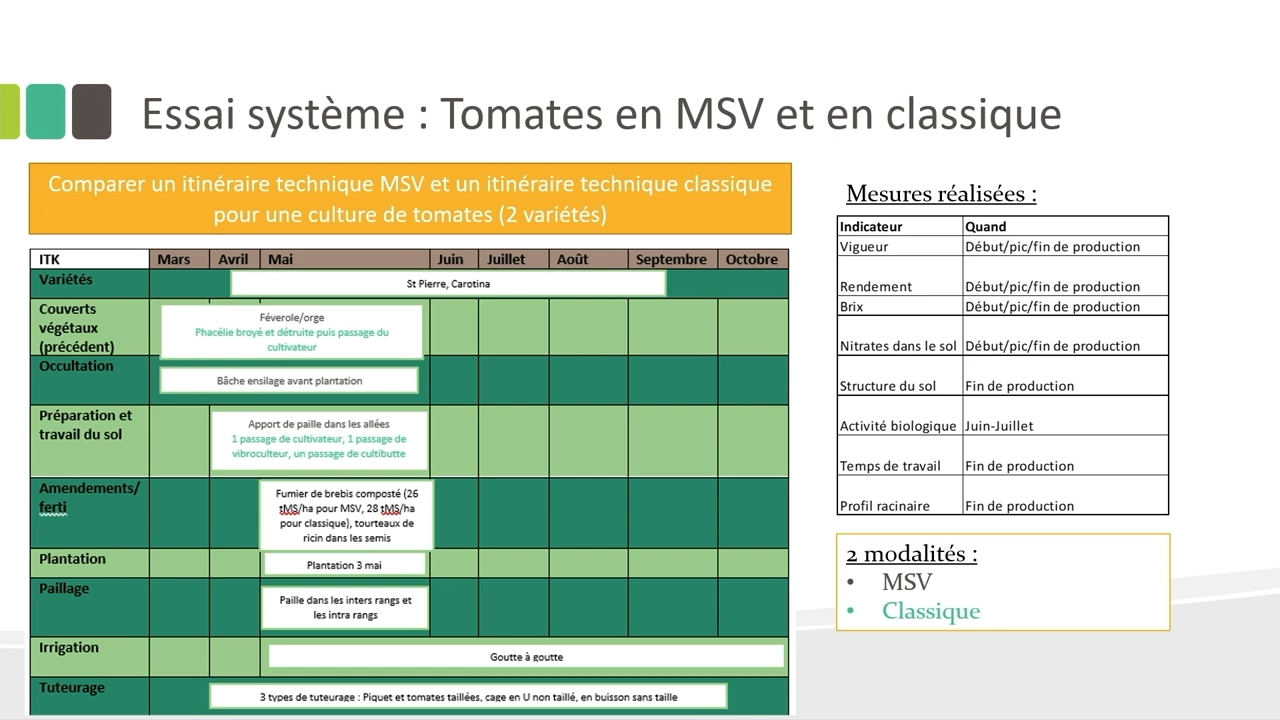 Essai système : Tomates en MSV et en classique
Comparer un itinéraire technique MSV et un itinéraire technique classique
pour une culture de tomates (2 variétés)
ITK Mars Avril Mai Juin Juillet Août Septembre Octobre
Variétés
St Pierre, Carotina
Couverts
végétaux
(précédent)
Féverole/orge
Phacélie broyé et détruite puis passage du
cultivateur
Occultation
Bâche ensilage avant plantation
Préparation et
travail du sol
Apport de paille dans les allées
1 passage de cultivateur, 1 passage de
vibroculteur, un passage de cultibutte
Amendements/
ferti
Fumier de brebis composté (26
tMS/ha pour MSV, 28 tMS/ha
pour classique), tourteaux de
ricin dans les semis
Plantation
Plantation 3 mai
Paillage
Paille dans les inters rangs et
les intra rangs
Irrigation
Goutte à goutte
Tuteurage
3 types de tuteurage : Piquet et tomates taillées, cage en U non taillé, en buisson sans taille
Mesures réalisées :
Indicateur Quand
Vigueur Début/pic/fin de production
Rendement Début/pic/fin de production
Brix Début/pic/fin de production
Nitrates dans le sol Début/pic/fin de production
Structure du sol Fin de production
Activité biologique Juin-Juillet
Temps de travail Fin de production
Profil racinaire Fin de production
2 modalités :
• MSV
• Classique